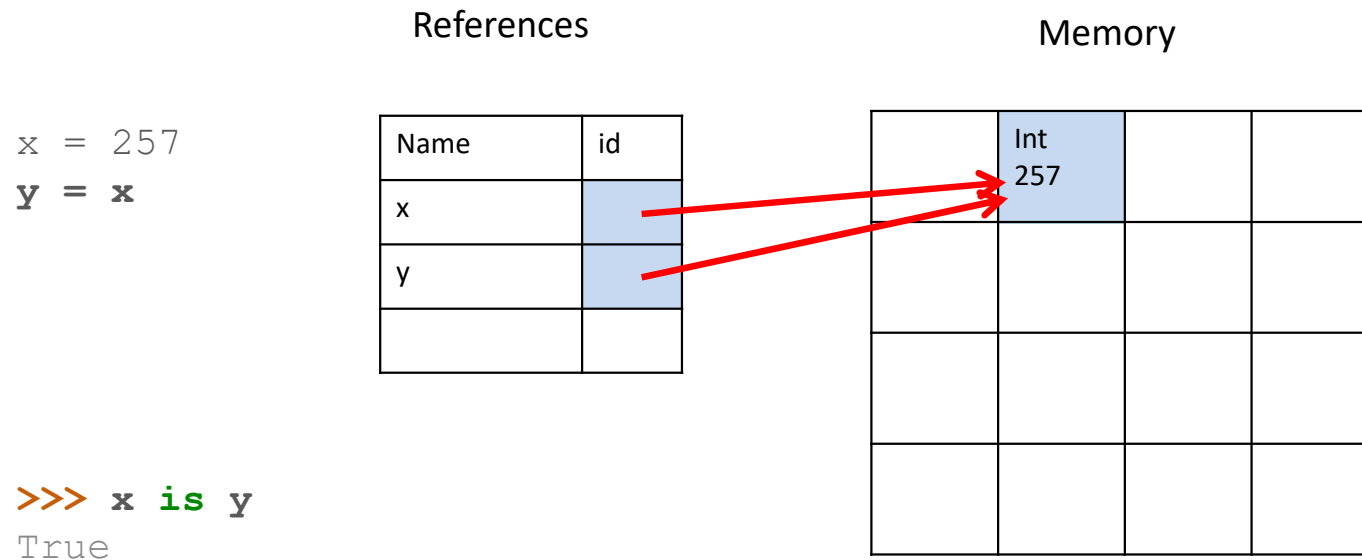 References
Memory
x = 257
y = x
Name id
x
y
Int
257
>>> x is y
True